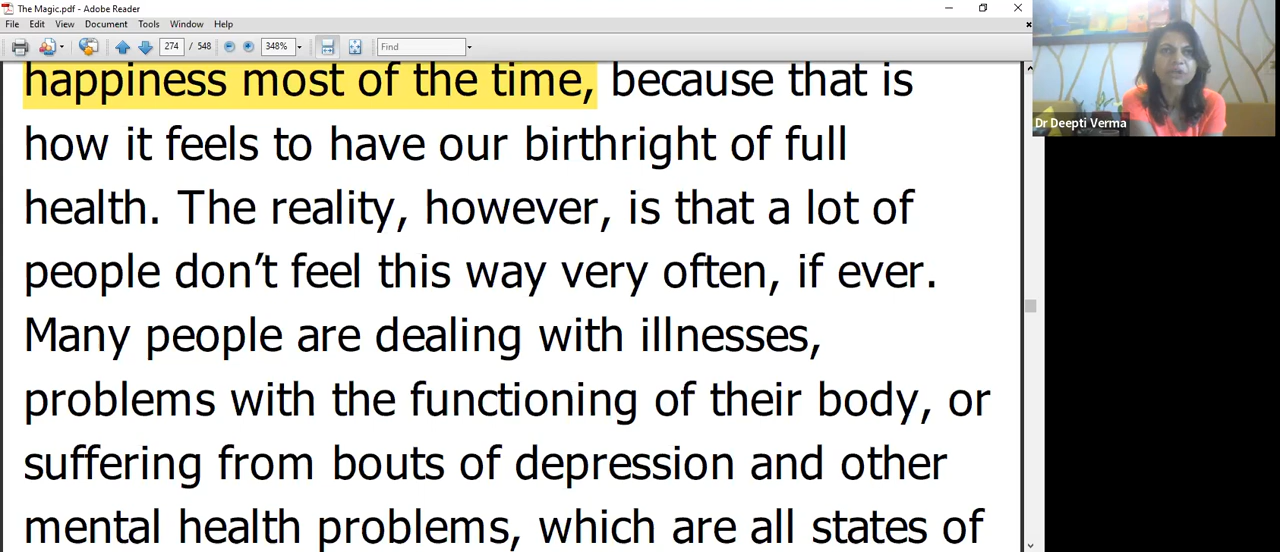 The Magic.pdf - Adobe Reader
File Edit View Document Tools Window Help
274 / 548 348% Find
happiness most of the time, because that is
how it feels to have our birthright of full
health. The reality, however, is that a lot of
people don’t feel this way very often, if ever.
Many people are dealing with illnesses,
problems with the functioning of their body, or
suffering from bouts of depression and other
mental health problems, which are all states of
Dr Deepti Verma